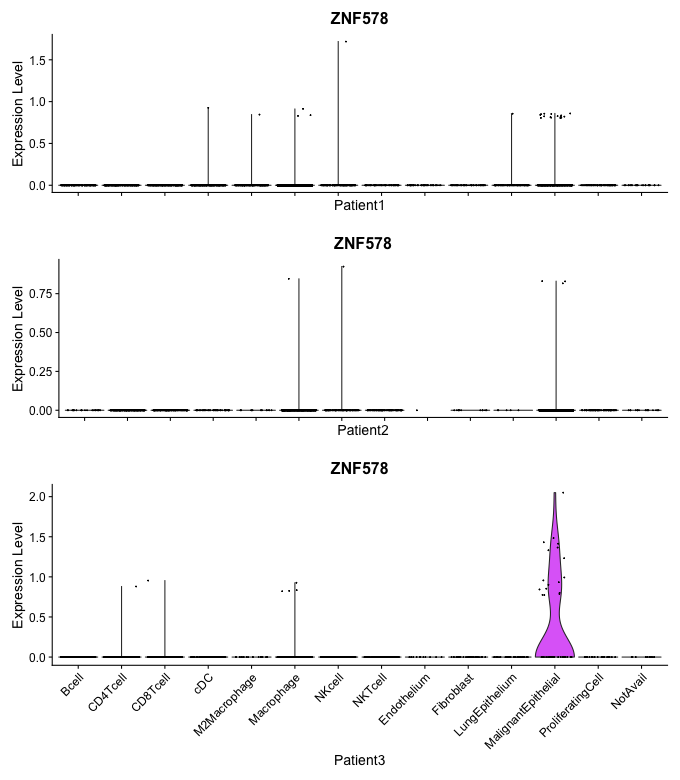 ZNF578
Expression Level
1.5
1.0
0.5
0.0
Patient1
ZNF578
Expression Level
0.75
0.50
0.25
0.00
Patient2
ZNF578
Expression Level
2.0
1.5
1.0
0.5
0.0
Bcell
CD4Tcell
CD8Tcell
cDC
M2Macrophage
Macrophage
NKcell
NKTcell
Endothelium
Fibroblast
LungEpithelium
MalignantEpithelial
ProliferatingCell
NotAvail
Patient3